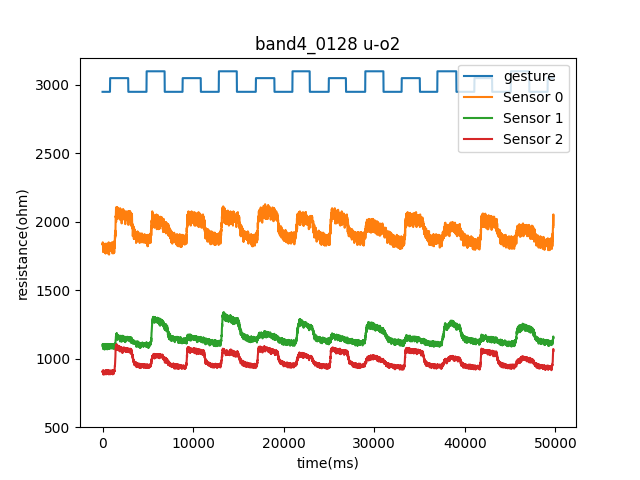 band4_0128 u-o2
gesture
Sensor 0
Sensor 1
Sensor 2
resistance(ohm)
3000
2500
2000
1500
1000
500
0
10000
20000
30000
40000
50000
time(ms)